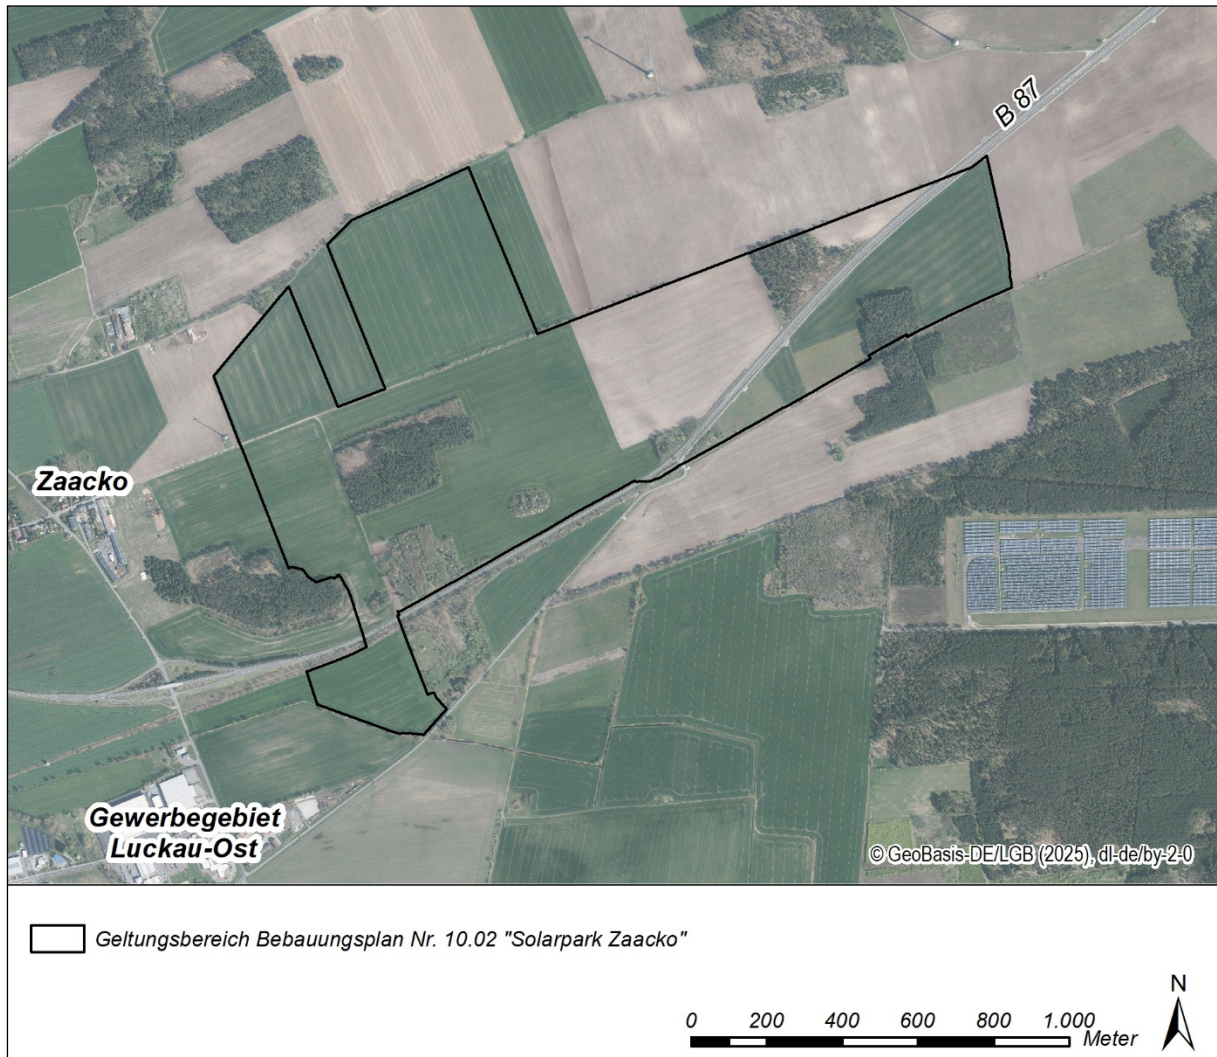 B 87
Zaacko
Gewerbegebiet
Luckau-Ost
© GeoBasis-DE/LGB (2025), dl-de/by-2-0
Geltungsbereich Bebauungsplan Nr. 10.02 "Solarpark Zaacko"
N
0 200 400 600 800 1.000
Meter